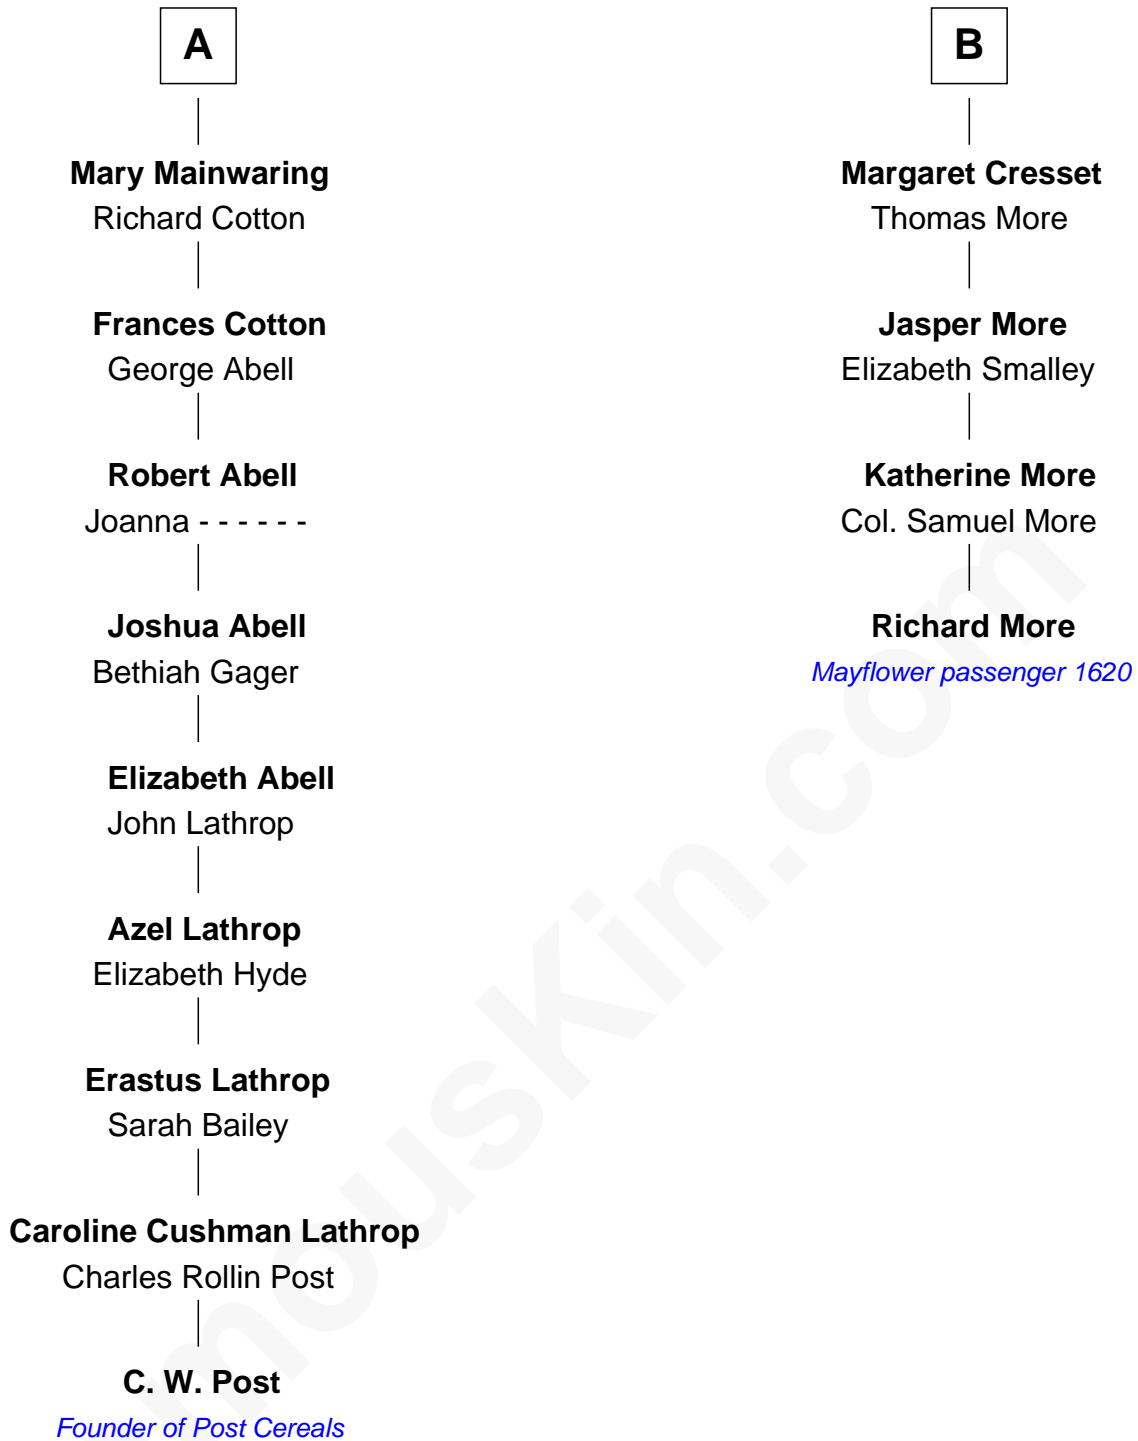 A
Mary Mainwaring
Richard Cotton
Frances Cotton
George Abell
Robert Abell
Joanna - - - - - -
Joshua Abell
Bethiah Gager
Elizabeth Abell
John Lathrop
Azel Lathrop
Elizabeth Hyde
Erastus Lathrop
Sarah Bailey
Caroline Cushman Lathrop
Charles Rollin Post
C. W. Post
Founder of Post Cereals
B
Margaret Cresset
Thomas More
Jasper More
Elizabeth Smalley
Katherine More
Col. Samuel More
Richard More
Mayflower passenger 1620
mousKin.com